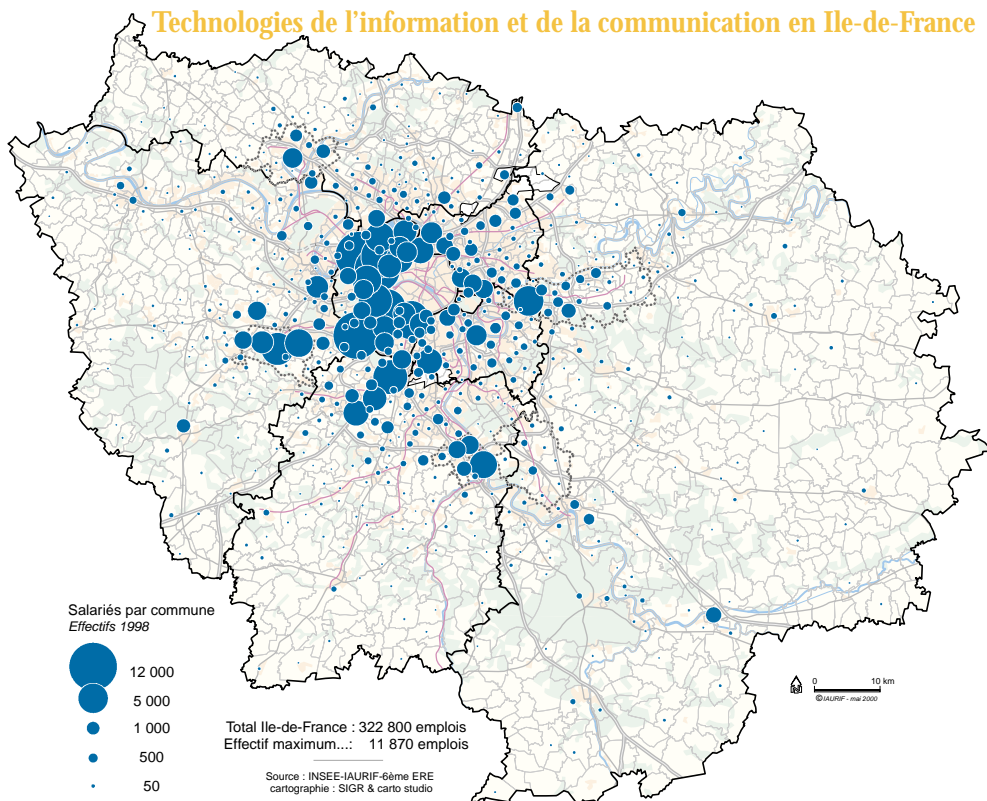 Technologies de l'information et de la communication en Ile-de-France
Salariés par commune
Effectifs 1998
12 000
5 000
1 000
500
50
Total Ile-de-France : 322 800 emplois
Effectif maximum...: 11 870 emplois
Source : INSEE-IAURIF-6ème ERE
cartographie : SIGR & carto studio
N
0 10 km
©IAURIF - mai 2000